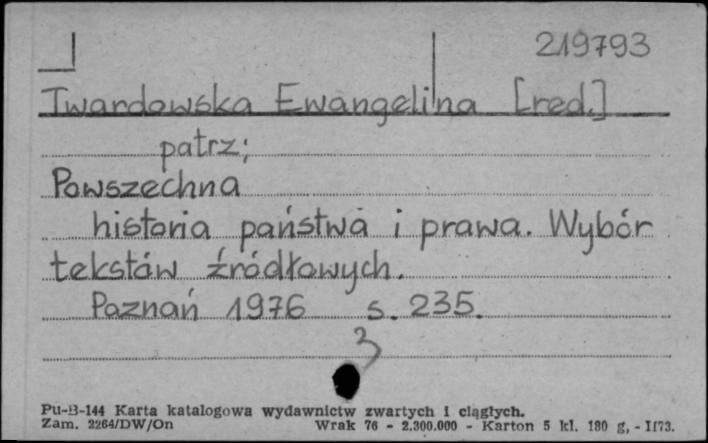 219793
Twardowska Ewangelina [red.]
patrz;
Powszechna
historia państwa i prawa. Wybór
tekstów źródłowych.
Poznań 1976 s. 235.
3
Pu-B-144 Karta katalogowa wydawnictw zwartych i ciągłych.
Zam. 2264/DW/On Wrak 76 - 2.300.000 - Karton 5 kl. 180 g, - I/73.